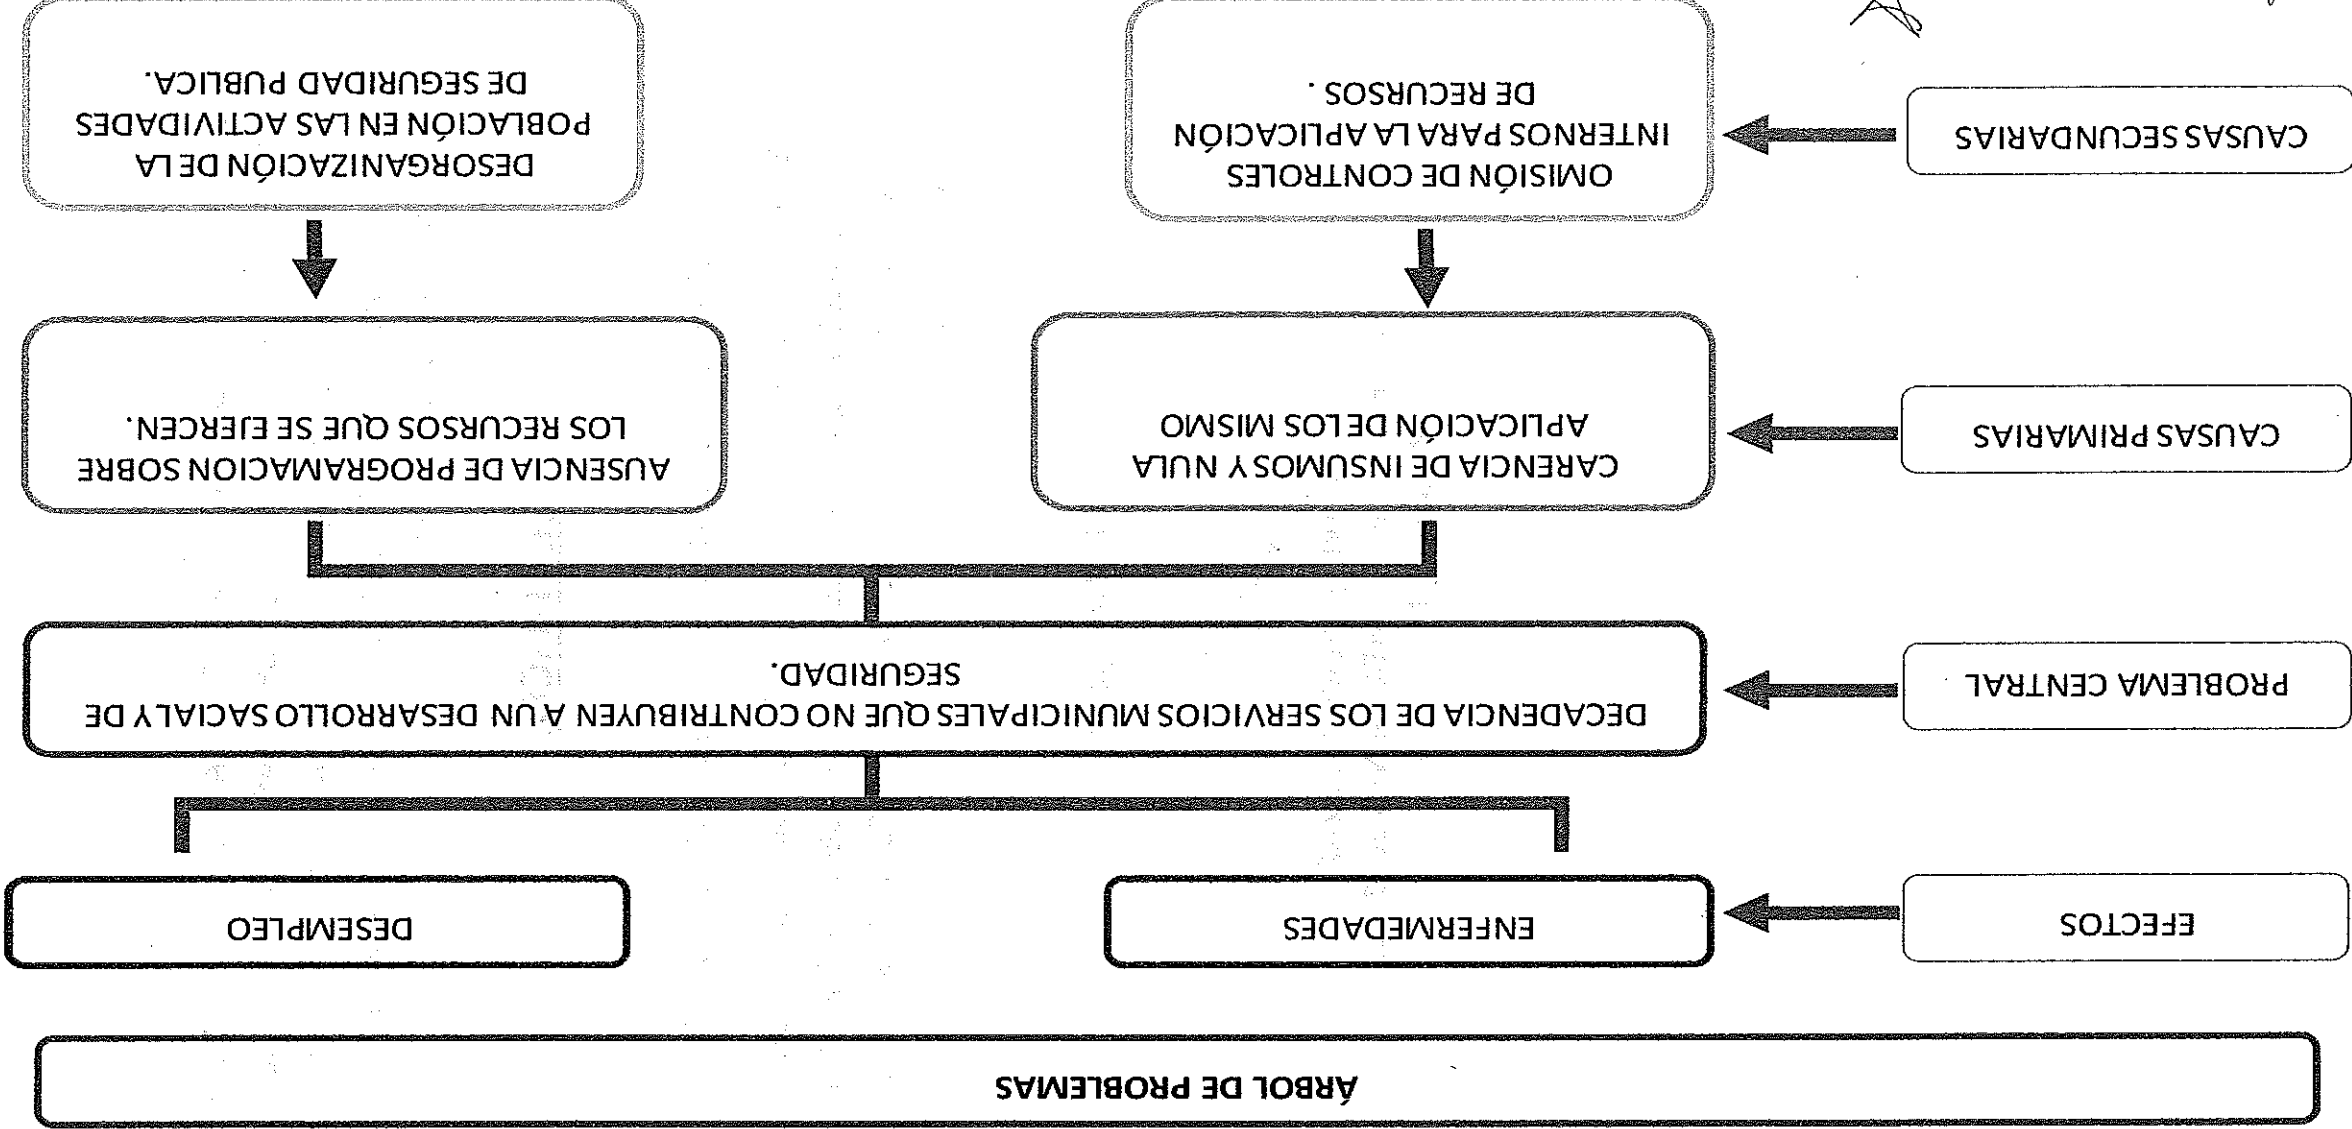 ÁRBOL DE PROBLEMAS
EFECTOS
ENFERMEDADES
DESEMPLEO
PROBLEMA CENTRAL
DECADENCIA DE LOS SERVICIOS MUNICIPALES QUE NO CONTRIBUYEN A UN DESARROLLO SACIAL Y DE
SEGURIDAD.
CAUSAS PRIMARIAS
CARENCIA DE INSUMOS Y NULA
APLICACIÓN DE LOS MISMO
AUSENCIA DE PROGRAMACION SOBRE
LOS RECURSOS QUE SE EJERCEN.
CAUSAS SECUNDARIAS
OMISIÓN DE CONTROLES
INTERNOS PARA LA APLICACIÓN
DE RECURSOS .
DESORGANIZACIÓN DE LA
POBLACIÓN EN LAS ACTIVIDADES
DE SEGURIDAD PUBLICA.